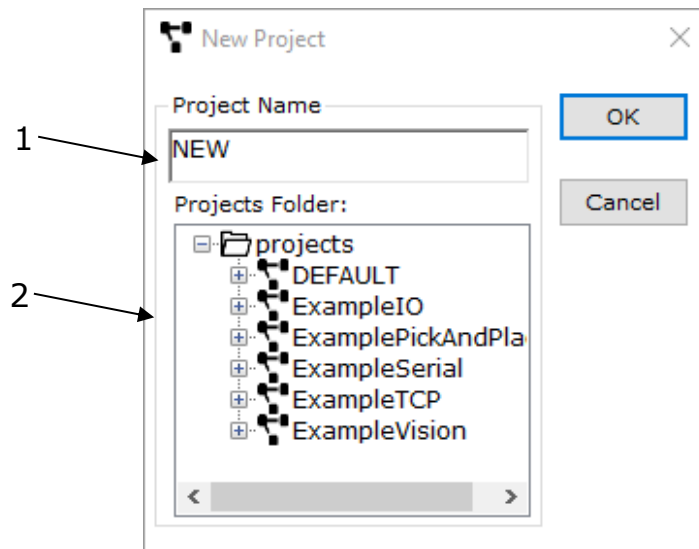 New Project
Project Name
OK
1
NEW
Projects Folder:
Cancel
projects
DEFAULT
2
ExampleIO
ExamplePickAndPla
ExampleSerial
ExampleTCP
ExampleVision